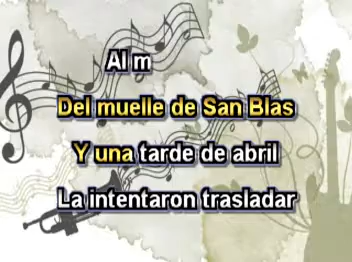 Al m
Del muelle de San Blas
Y una tarde de abril
La intentaron trasladar